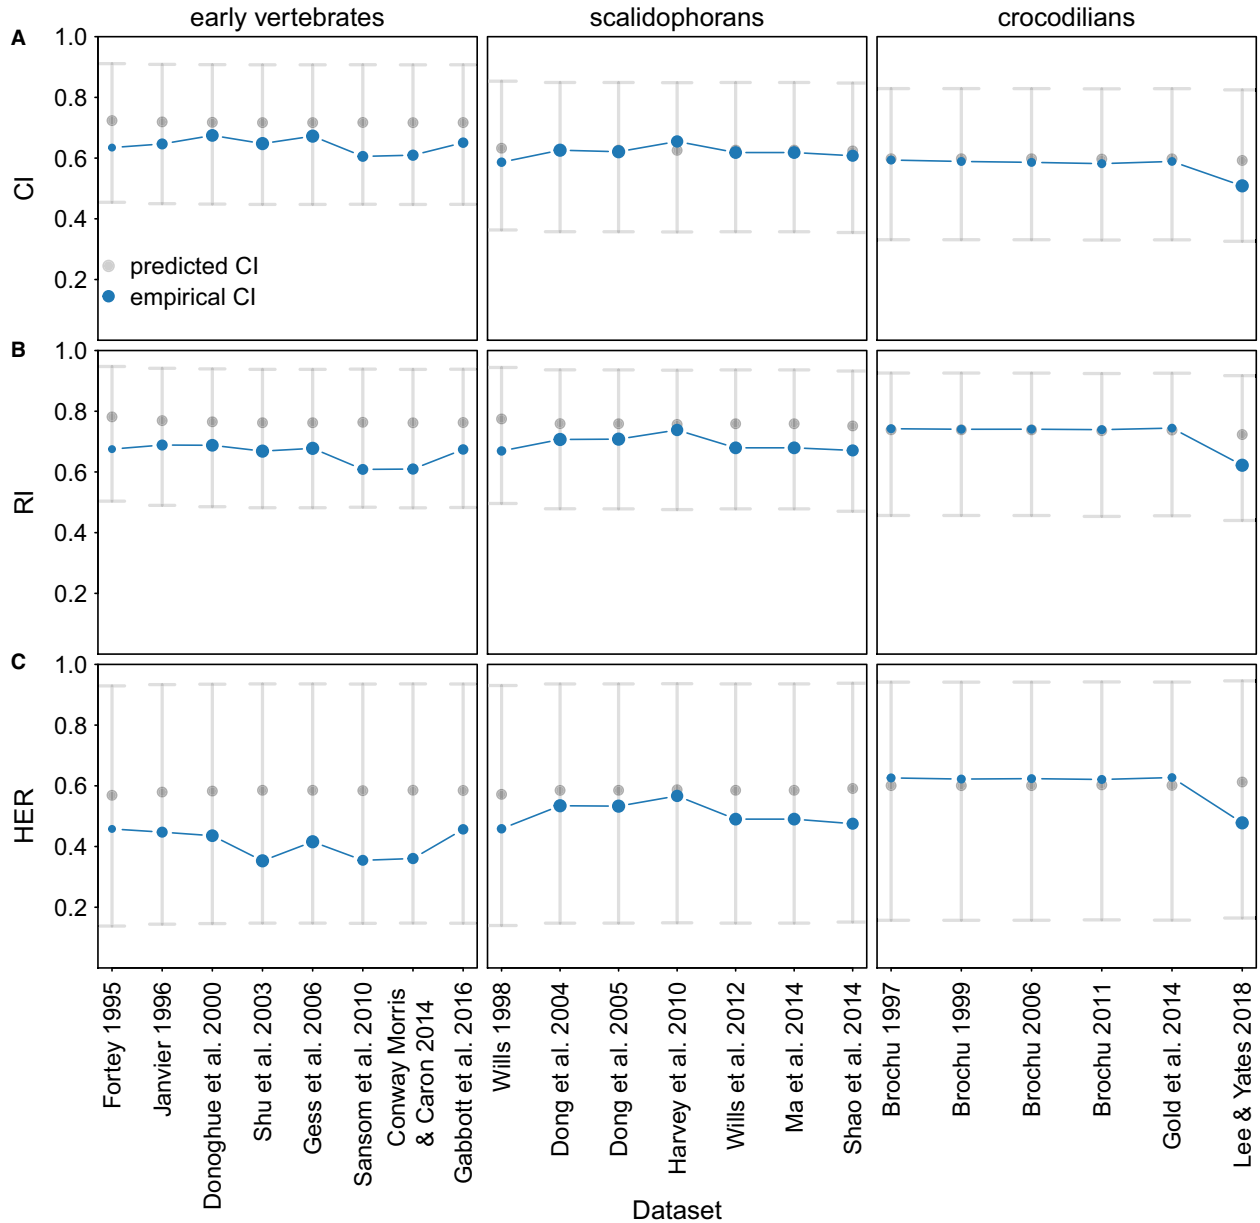 early vertebrates
scalidophorans
crocodilians
A
1.0
0.8
0.6
0.4
0.2
CI
predicted CI
empirical CI
B
1.0
0.8
0.6
0.4
0.2
RI
C
1.0
0.8
0.6
0.4
0.2
HER
Fortey 1995
Janvier 1996
Donoghue et al. 2000
Shu et al. 2003
Gess et al. 2006
Sansom et al. 2010
Conway Morris
& Caron 2014
Gabbott et al. 2016
Wills 1998
Dong et al. 2004
Dong et al. 2005
Harvey et al. 2010
Wills et al. 2012
Ma et al. 2014
Shao et al. 2014
Brochu 1997
Brochu 1999
Brochu 2006
Brochu 2011
Gold et al. 2014
Lee & Yates 2018
Dataset